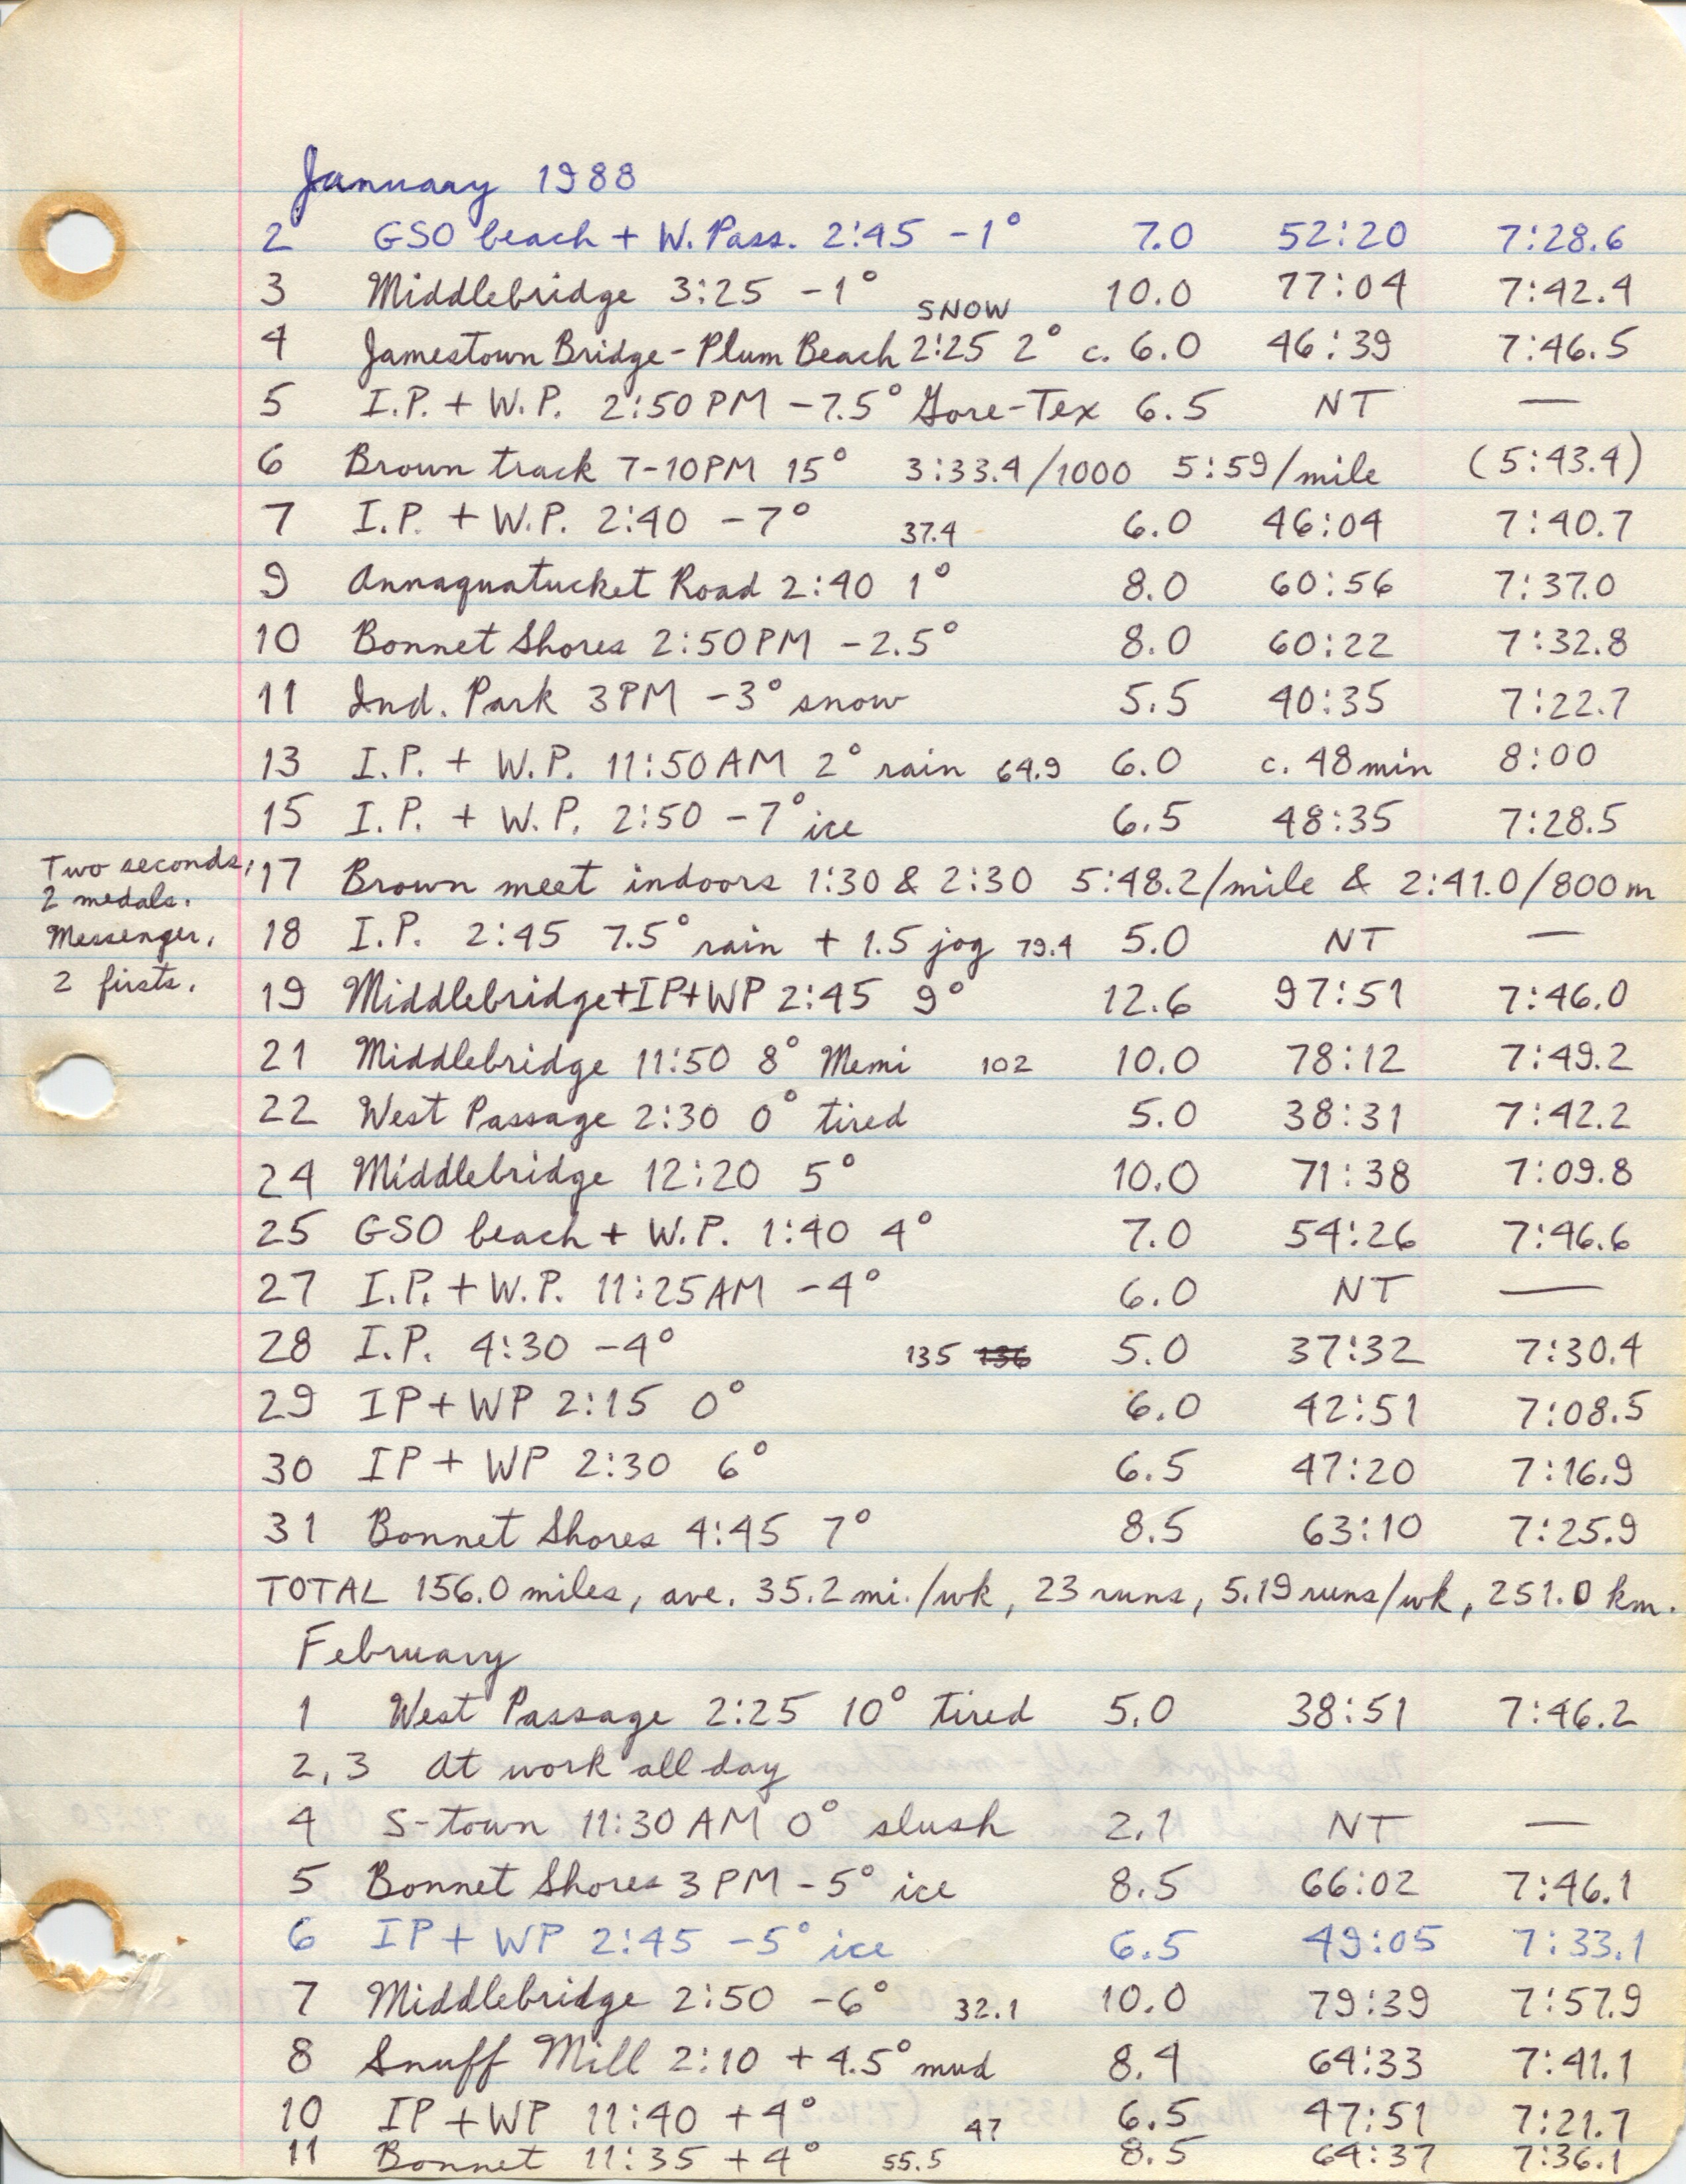 January 1988
2 GSO beach + W. Pass. 2:45 -1° 7.0 52:20 7:28.6
3 Middlebridge 3:25 -1° 10.0 77:04 7:42.4
SNOW
4 Jamestown Bridge - Plum Beach 2:25 2° c. 6.0 46:39 7:46.5
5 I.P. + W.P. 2:50 PM -7.5° Gore-Tex 6.5 NT —
6 Brown track 7-10 PM 15° 3:33.4/1000 5:59/mile (5:43.4)
7 I.P. + W.P. 2:40 -7° 37.4 6.0 46:04 7:40.7
9 Annaquatucket Road 2:40 1° 8.0 60:56 7:37.0
10 Bonnet Shores 2:50 PM -2.5° 8.0 60:22 7:32.8
11 Ind. Park 3 PM -3° snow 5.5 40:35 7:22.7
13 I.P. + W.P. 11:50 AM 2° rain 64.9 6.0 c. 48 min 8:00
15 I.P. + W.P. 2:50 -7° ice 6.5 48:35 7:28.5
Two seconds,
2 medals.
Messenger,
2 firsts.
17 Brown meet indoors 1:30 & 2:30 5:48.2/mile & 2:41.0/800 m
18 I.P. 2:45 7.5° rain + 1.5 jog 79.4 5.0 NT —
19 Middlebridge+IP+WP 2:45 9° 12.6 97:51 7:46.0
21 Middlebridge 11:50 8° Memi 102 10.0 78:12 7:49.2
22 West Passage 2:30 0° tired 5.0 38:31 7:42.2
24 Middlebridge 12:20 5° 10.0 71:38 7:09.8
25 GSO beach + W.P. 1:40 4° 7.0 54:26 7:46.6
27 I.P. + W.P. 11:25 AM -4° 6.0 NT —
28 I.P. 4:30 -4° 135 136 5.0 37:32 7:30.4
29 IP + WP 2:15 0° 6.0 42:51 7:08.5
30 IP + WP 2:30 6° 6.5 47:20 7:16.9
31 Bonnet Shores 4:45 7° 8.5 63:10 7:25.9
TOTAL 156.0 miles, ave. 35.2 mi./wk, 23 runs, 5.19 runs/wk, 251.0 km.
February
1 West Passage 2:25 10° tired 5.0 38:51 7:46.2
2, 3 At work all day
4 S-town 11:30 AM 0° slush 2.1 NT —
5 Bonnet Shores 3 PM -5° ice 8.5 66:02 7:46.1
6 IP + WP 2:45 -5° ice 6.5 49:05 7:33.1
7 Middlebridge 2:50 -6° 32.1 10.0 79:39 7:57.9
8 Snuff Mill 2:10 +4.5° mud 8.4 64:33 7:41.1
10 IP + WP 11:40 +4° 47 6.5 47:51 7:21.7
11 Bonnet 11:35 +4° 55.5 8.5 64:37 7:36.1